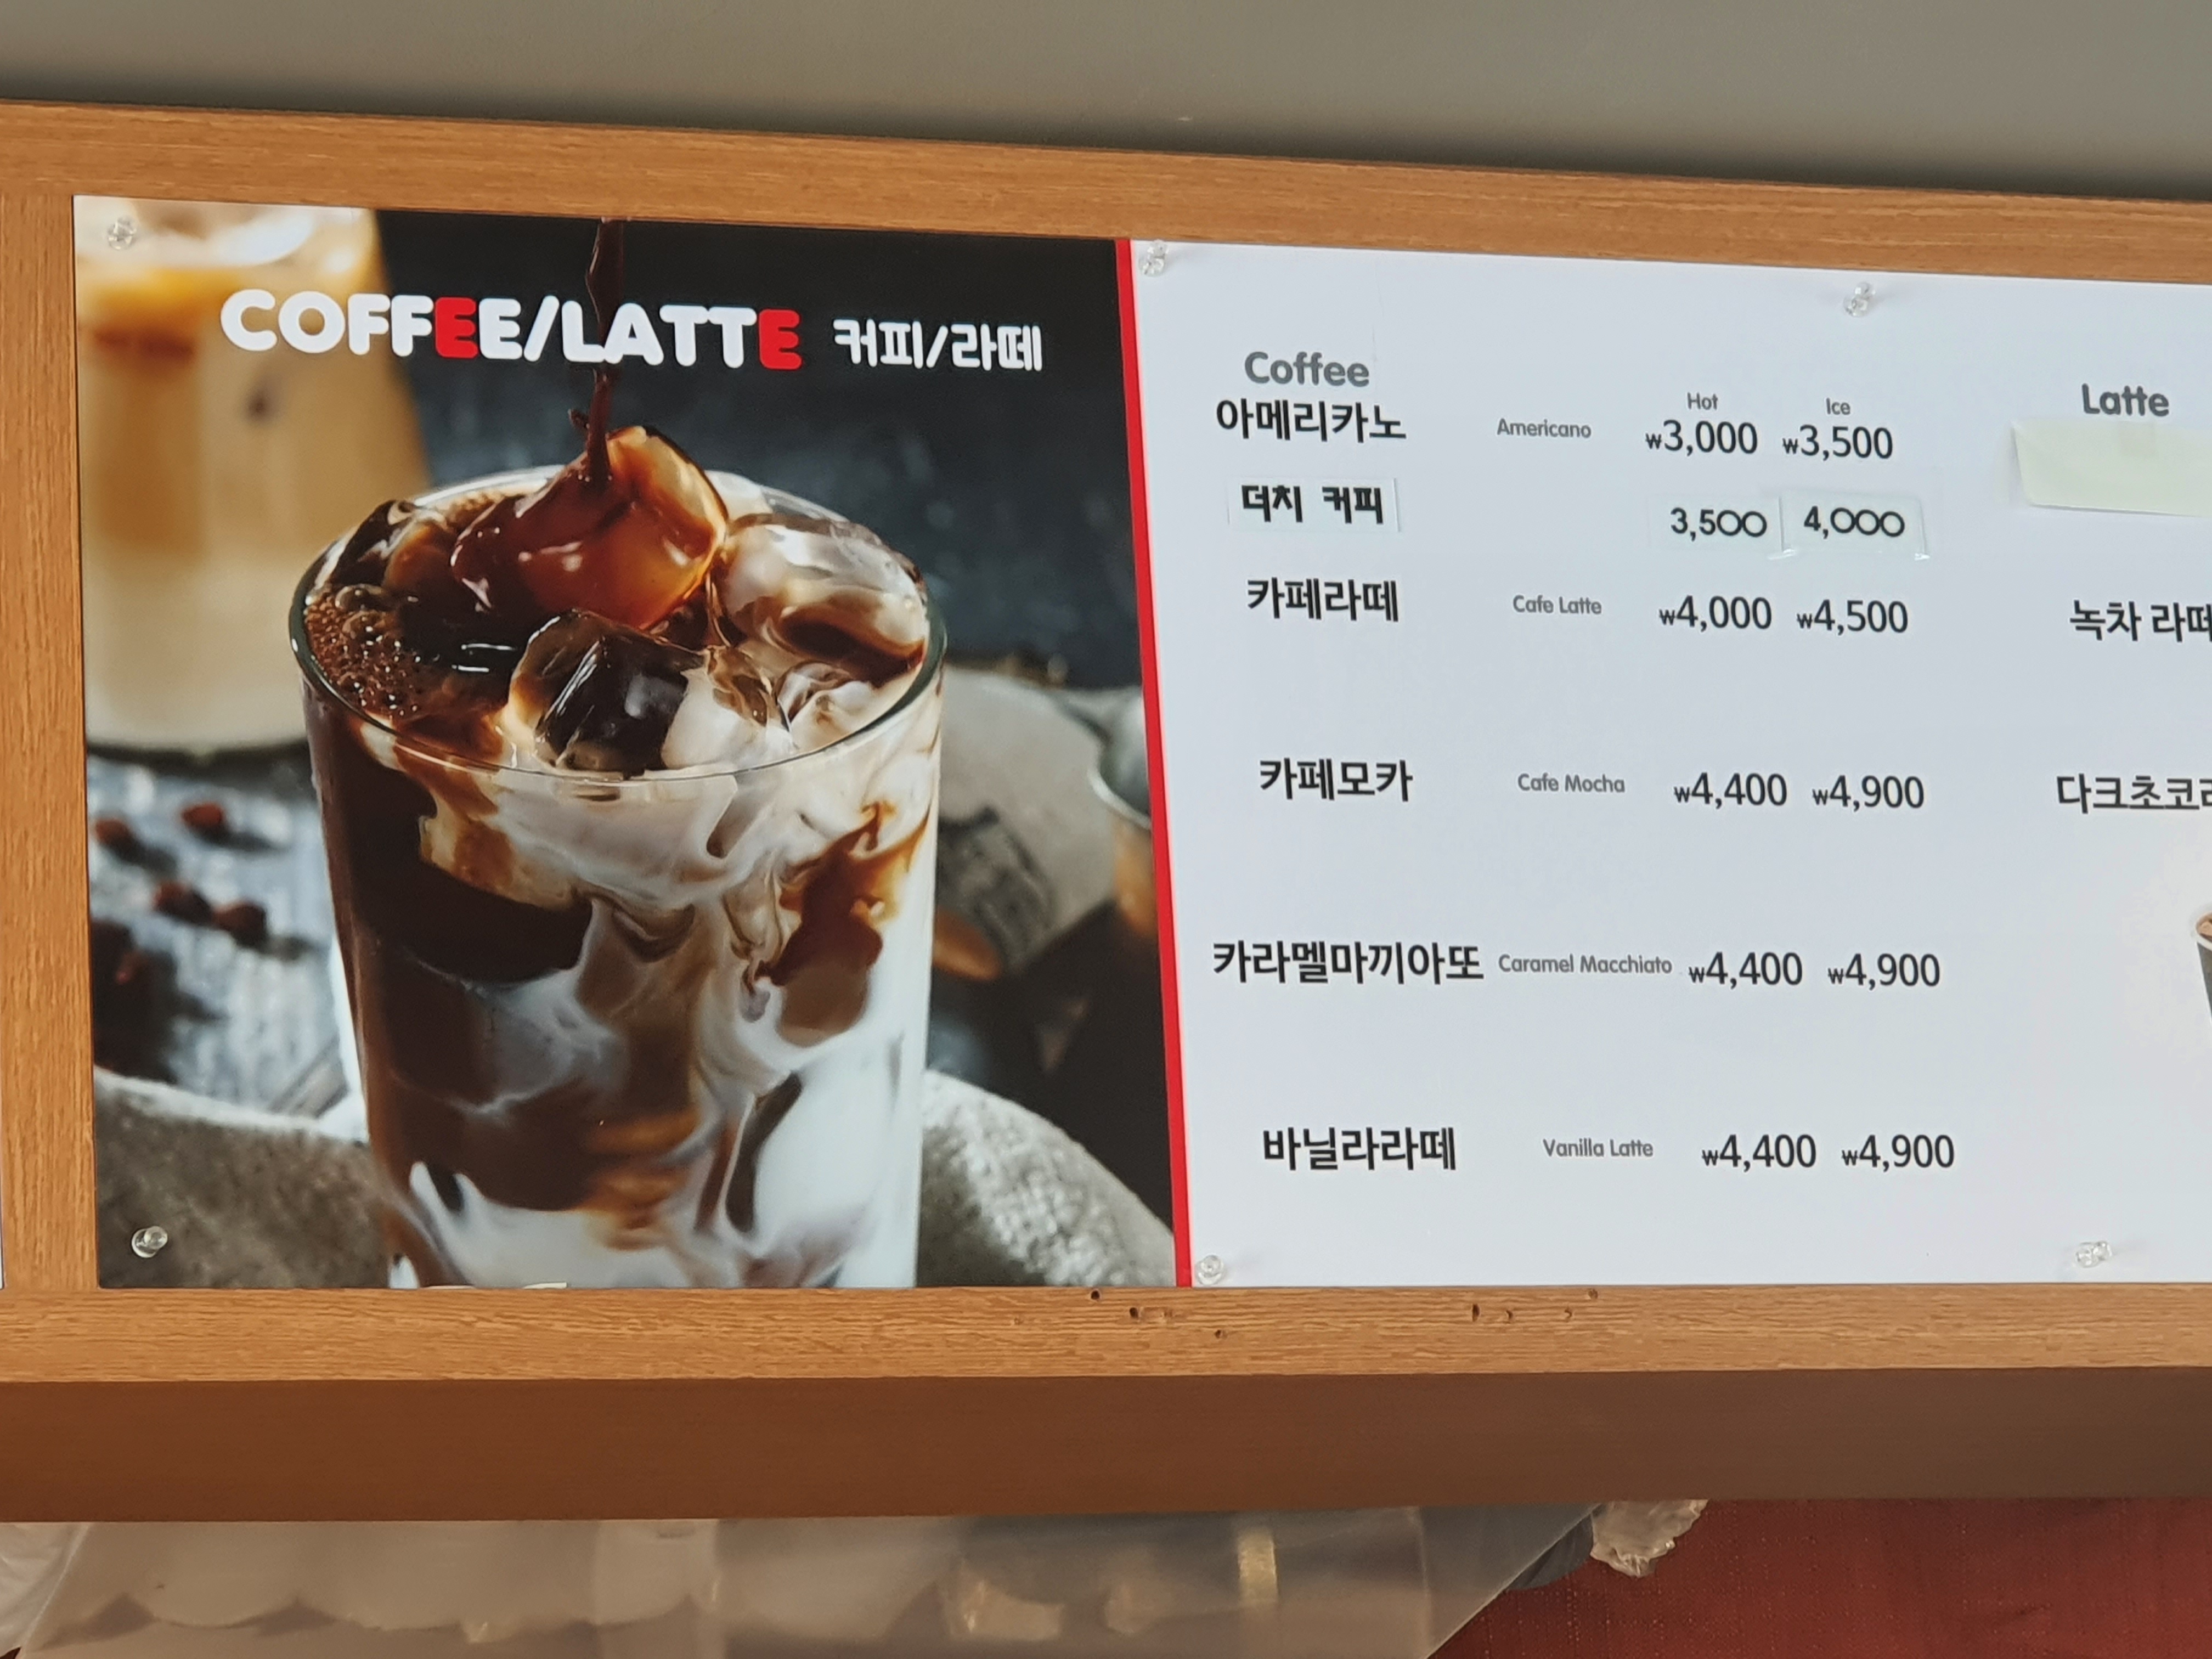 COFFEE/LATTE 커피/라떼
Coffee
Hot Ice
아메리카노 Americano ₩3,000 ₩3,500
더치 커피 3,500 4,000
카페라떼 Cafe Latte ₩4,000 ₩4,500
카페모카 Cafe Mocha ₩4,400 ₩4,900
카라멜마끼아또 Caramel Macchiato ₩4,400 ₩4,900
바닐라라떼 Vanilla Latte ₩4,400 ₩4,900
Latte
녹차 라떼
다크초코